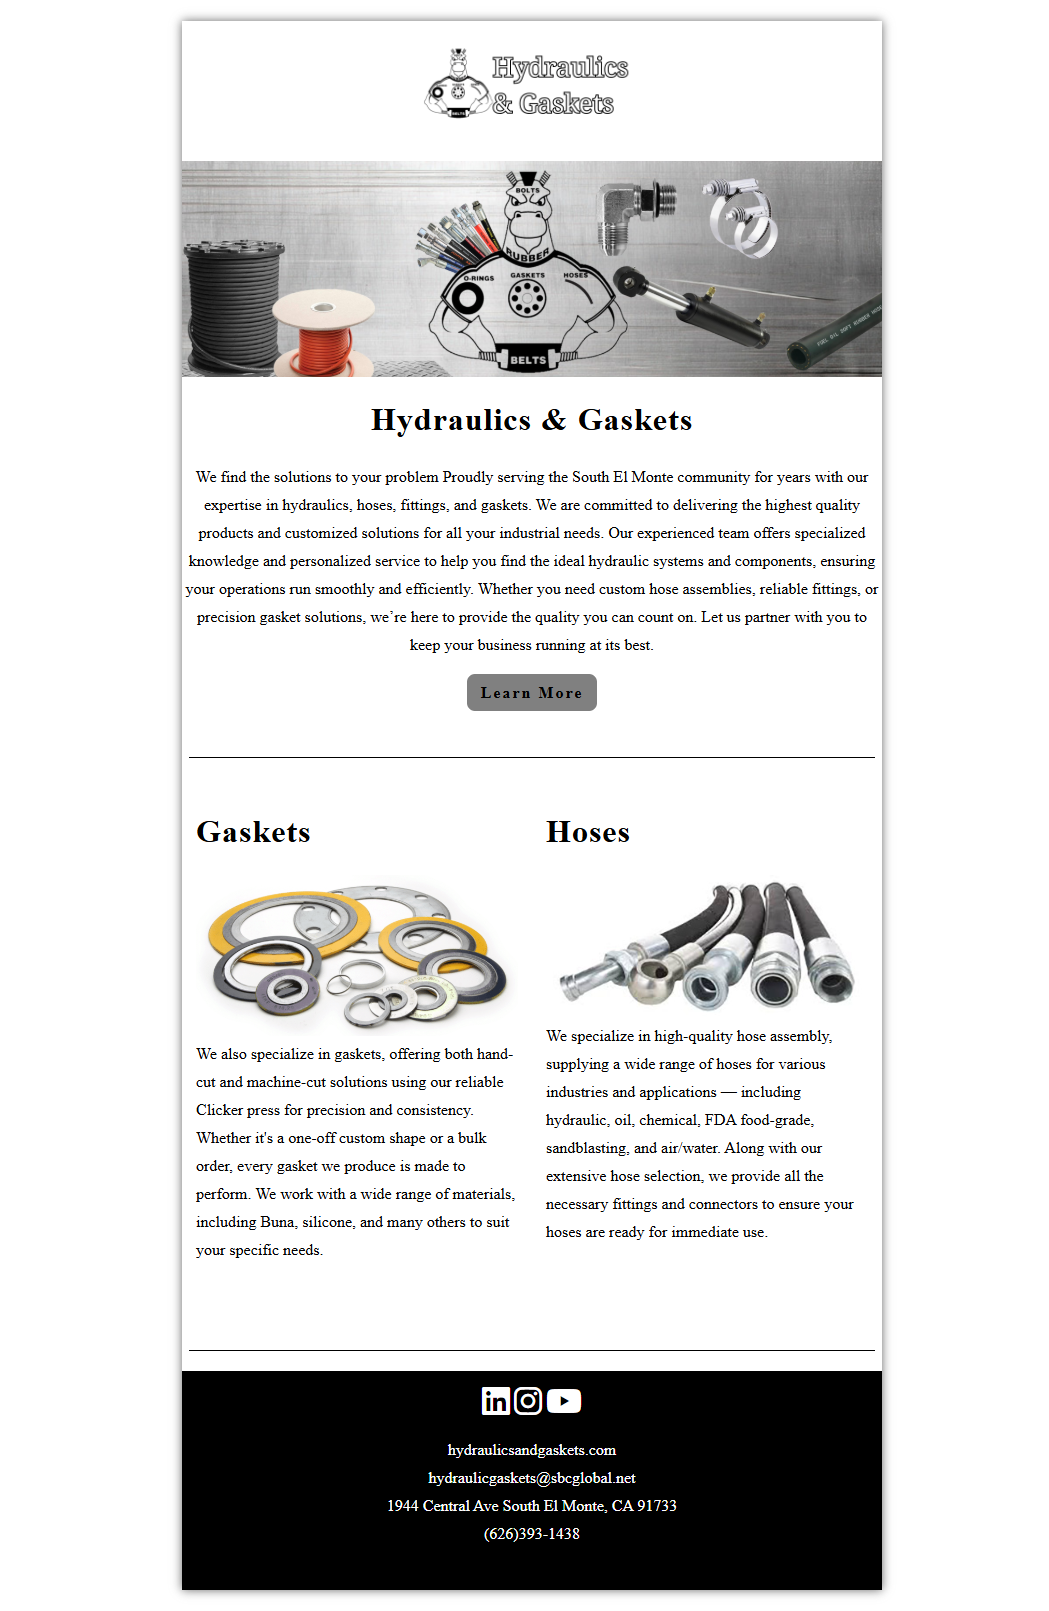 Hydraulics
& Gaskets
BOLTS
RUBBER
O-RINGS GASKETS HOSES
BELTS
FUEL OIL SOFT RUBBER HOSE
Hydraulics & Gaskets
We find the solutions to your problem Proudly serving the South El Monte community for years with our
expertise in hydraulics, hoses, fittings, and gaskets. We are committed to delivering the highest quality
products and customized solutions for all your industrial needs. Our experienced team offers specialized
knowledge and personalized service to help you find the ideal hydraulic systems and components, ensuring
your operations run smoothly and efficiently. Whether you need custom hose assemblies, reliable fittings, or
precision gasket solutions, we’re here to provide the quality you can count on. Let us partner with you to
keep your business running at its best.
Learn More
Gaskets
We also specialize in gaskets, offering both hand-
cut and machine-cut solutions using our reliable
Clicker press for precision and consistency.
Whether it's a one-off custom shape or a bulk
order, every gasket we produce is made to
perform. We work with a wide range of materials,
including Buna, silicone, and many others to suit
your specific needs.
Hoses
We specialize in high-quality hose assembly,
supplying a wide range of hoses for various
industries and applications — including
hydraulic, oil, chemical, FDA food-grade,
sandblasting, and air/water. Along with our
extensive hose selection, we provide all the
necessary fittings and connectors to ensure your
hoses are ready for immediate use.
in
hydraulicsandgaskets.com
hydraulicgaskets@sbcglobal.net
1944 Central Ave South El Monte, CA 91733
(626)393-1438